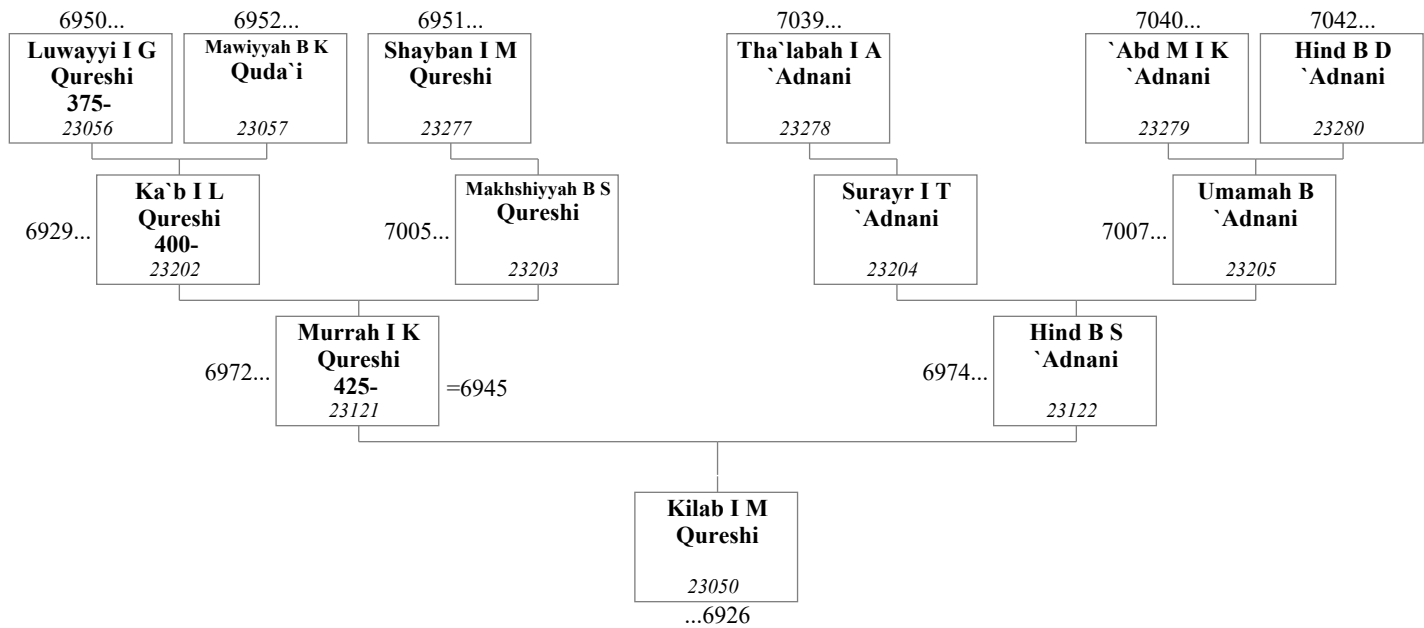 6950...
6952...
6951...
7039...
7040...
7042...
Luwayyi I G
Qureshi
375-
23056
Mawiyyah B K
Quda`i
23057
Shayban I M
Qureshi
23277
Tha`labah I A
`Adnani
23278
`Abd M I K
`Adnani
23279
Hind B D
`Adnani
23280
6929...
Ka`b I L
Qureshi
400-
23202
7005...
Makhshiyyah B S
Qureshi
23203
Surayr I T
`Adnani
23204
7007...
Umamah B
`Adnani
23205
6972...
Murrah I K
Qureshi
425-
23121
=6945
6974...
Hind B S
`Adnani
23122
Kilab I M
Qureshi
23050
...6926